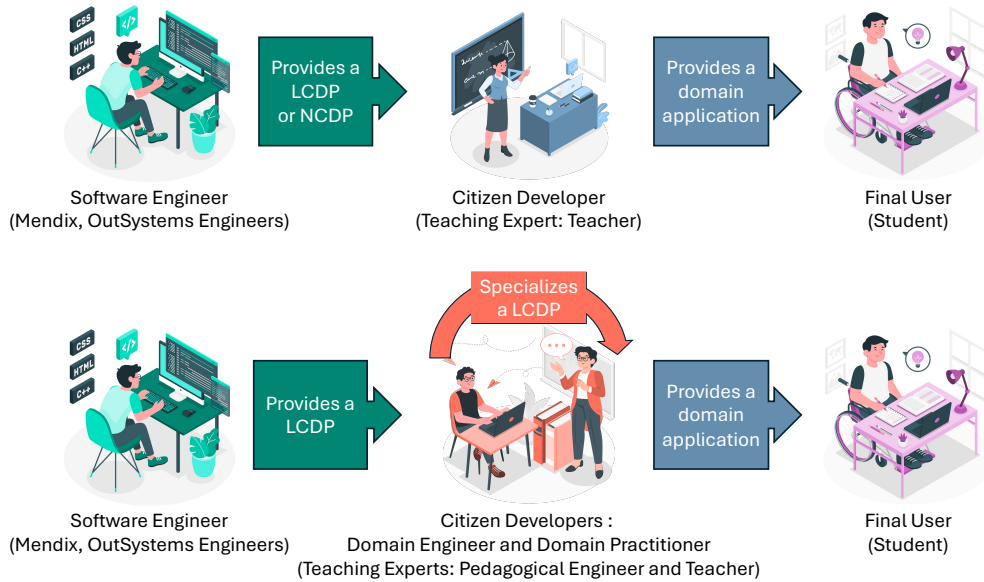 CSS
HTML
C++
</>
Provides a
LCDP
or NCDP
Provides a
domain
application
Software Engineer
(Mendix, OutSystems Engineers)
Citizen Developer
(Teaching Expert: Teacher)
Final User
(Student)
Specializes
a LCDP
CSS
HTML
C++
</>
Provides a
LCDP
Provides a
domain
application
Software Engineer
(Mendix, OutSystems Engineers)
Citizen Developers :
Domain Engineer and Domain Practitioner
(Teaching Experts: Pedagogical Engineer and Teacher)
Final User
(Student)